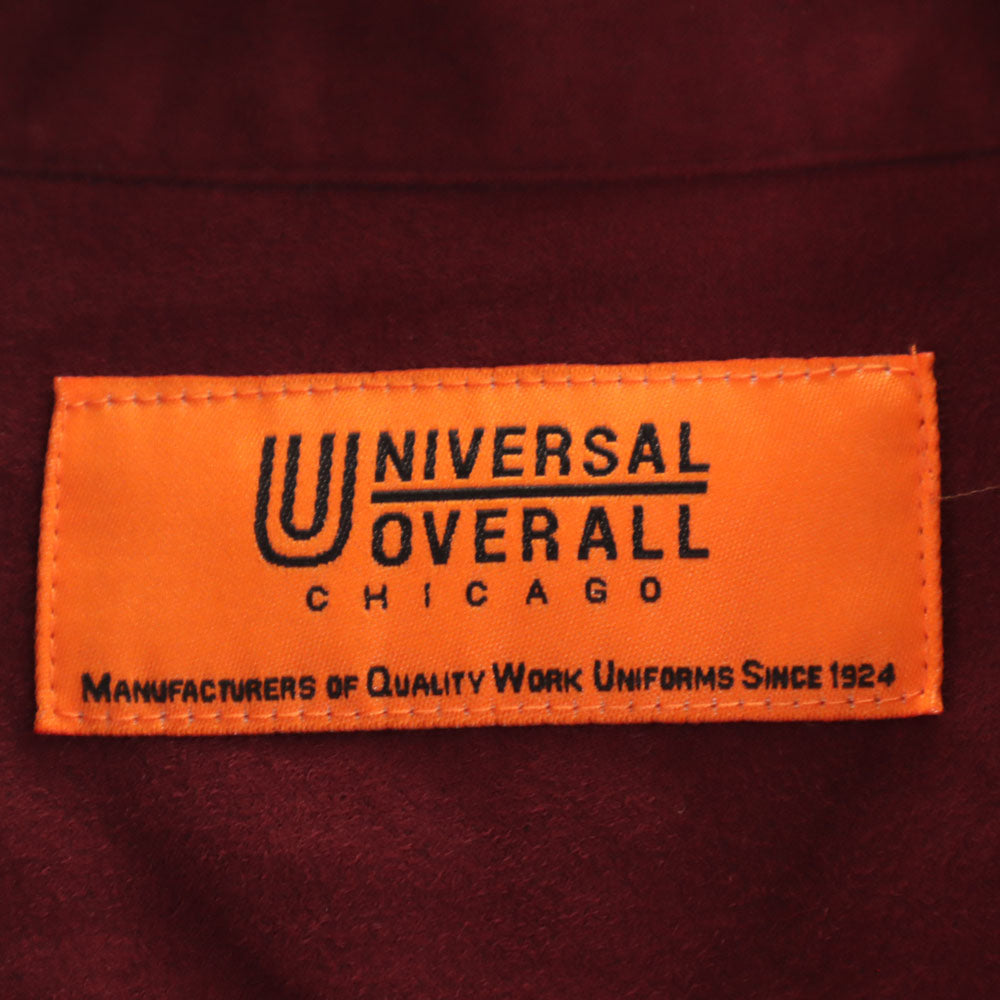 UNIVERSAL
OVERALL
CHICAGO
MANUFACTURERS OF QUALITY WORK UNIFORMS SINCE 1924